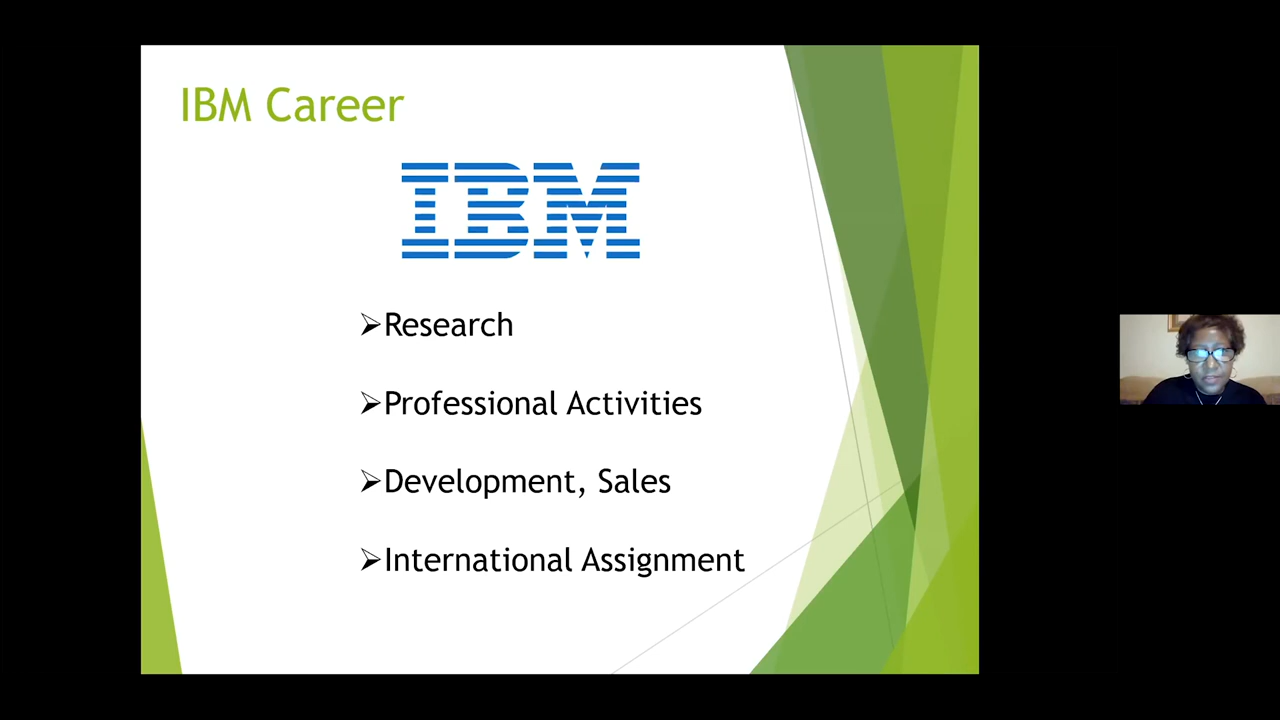 IBM Career
IBM
Research
Professional Activities
Development, Sales
International Assignment